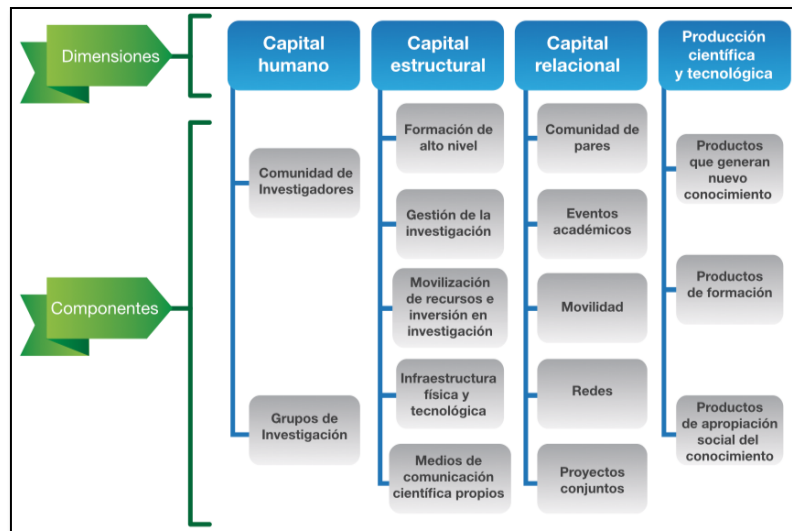 Dimensiones
Capital
humano
Capital
estructural
Capital
relacional
Producción
científica
y tecnológica
Componentes
Comunidad de
Investigadores
Grupos de
Investigación
Formación de
alto nivel
Gestión de la
investigación
Movilización
de recursos e
inversión en
investigación
Infraestructura
física y
tecnológica
Medios de
comunicación
científica propios
Comunidad de
pares
Eventos
académicos
Movilidad
Redes
Proyectos
conjuntos
Productos
que generan
nuevo
conocimiento
Productos
de formación
Productos
de apropiación
social del
conocimiento